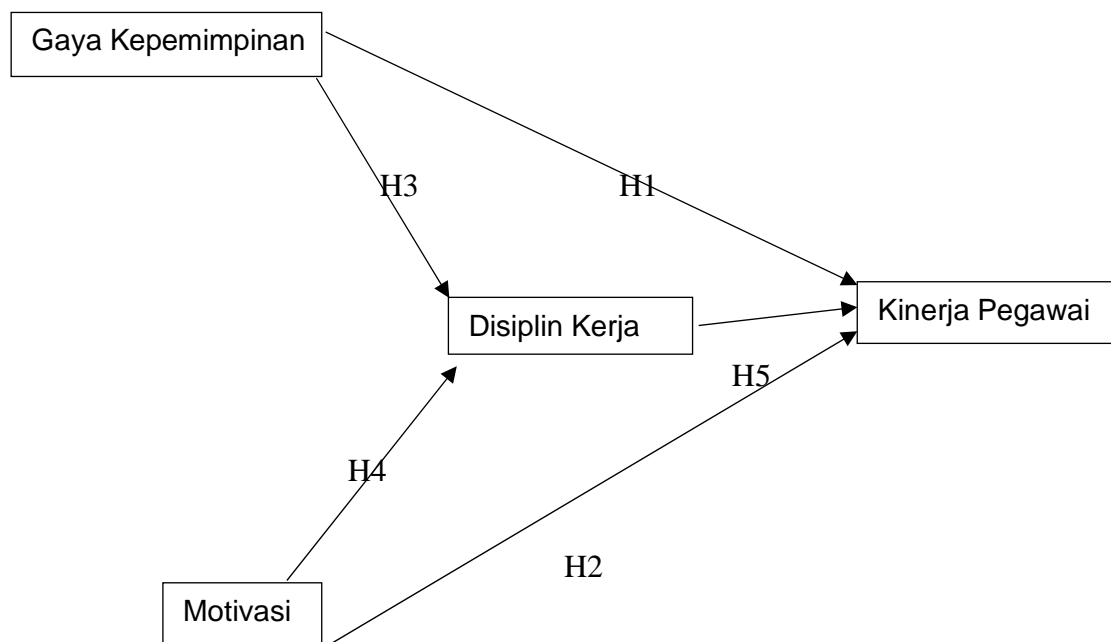 Gaya Kepemimpinan
H3
H1
Disiplin Kerja
Kinerja Pegawai
H5
H4
H2
Motivasi